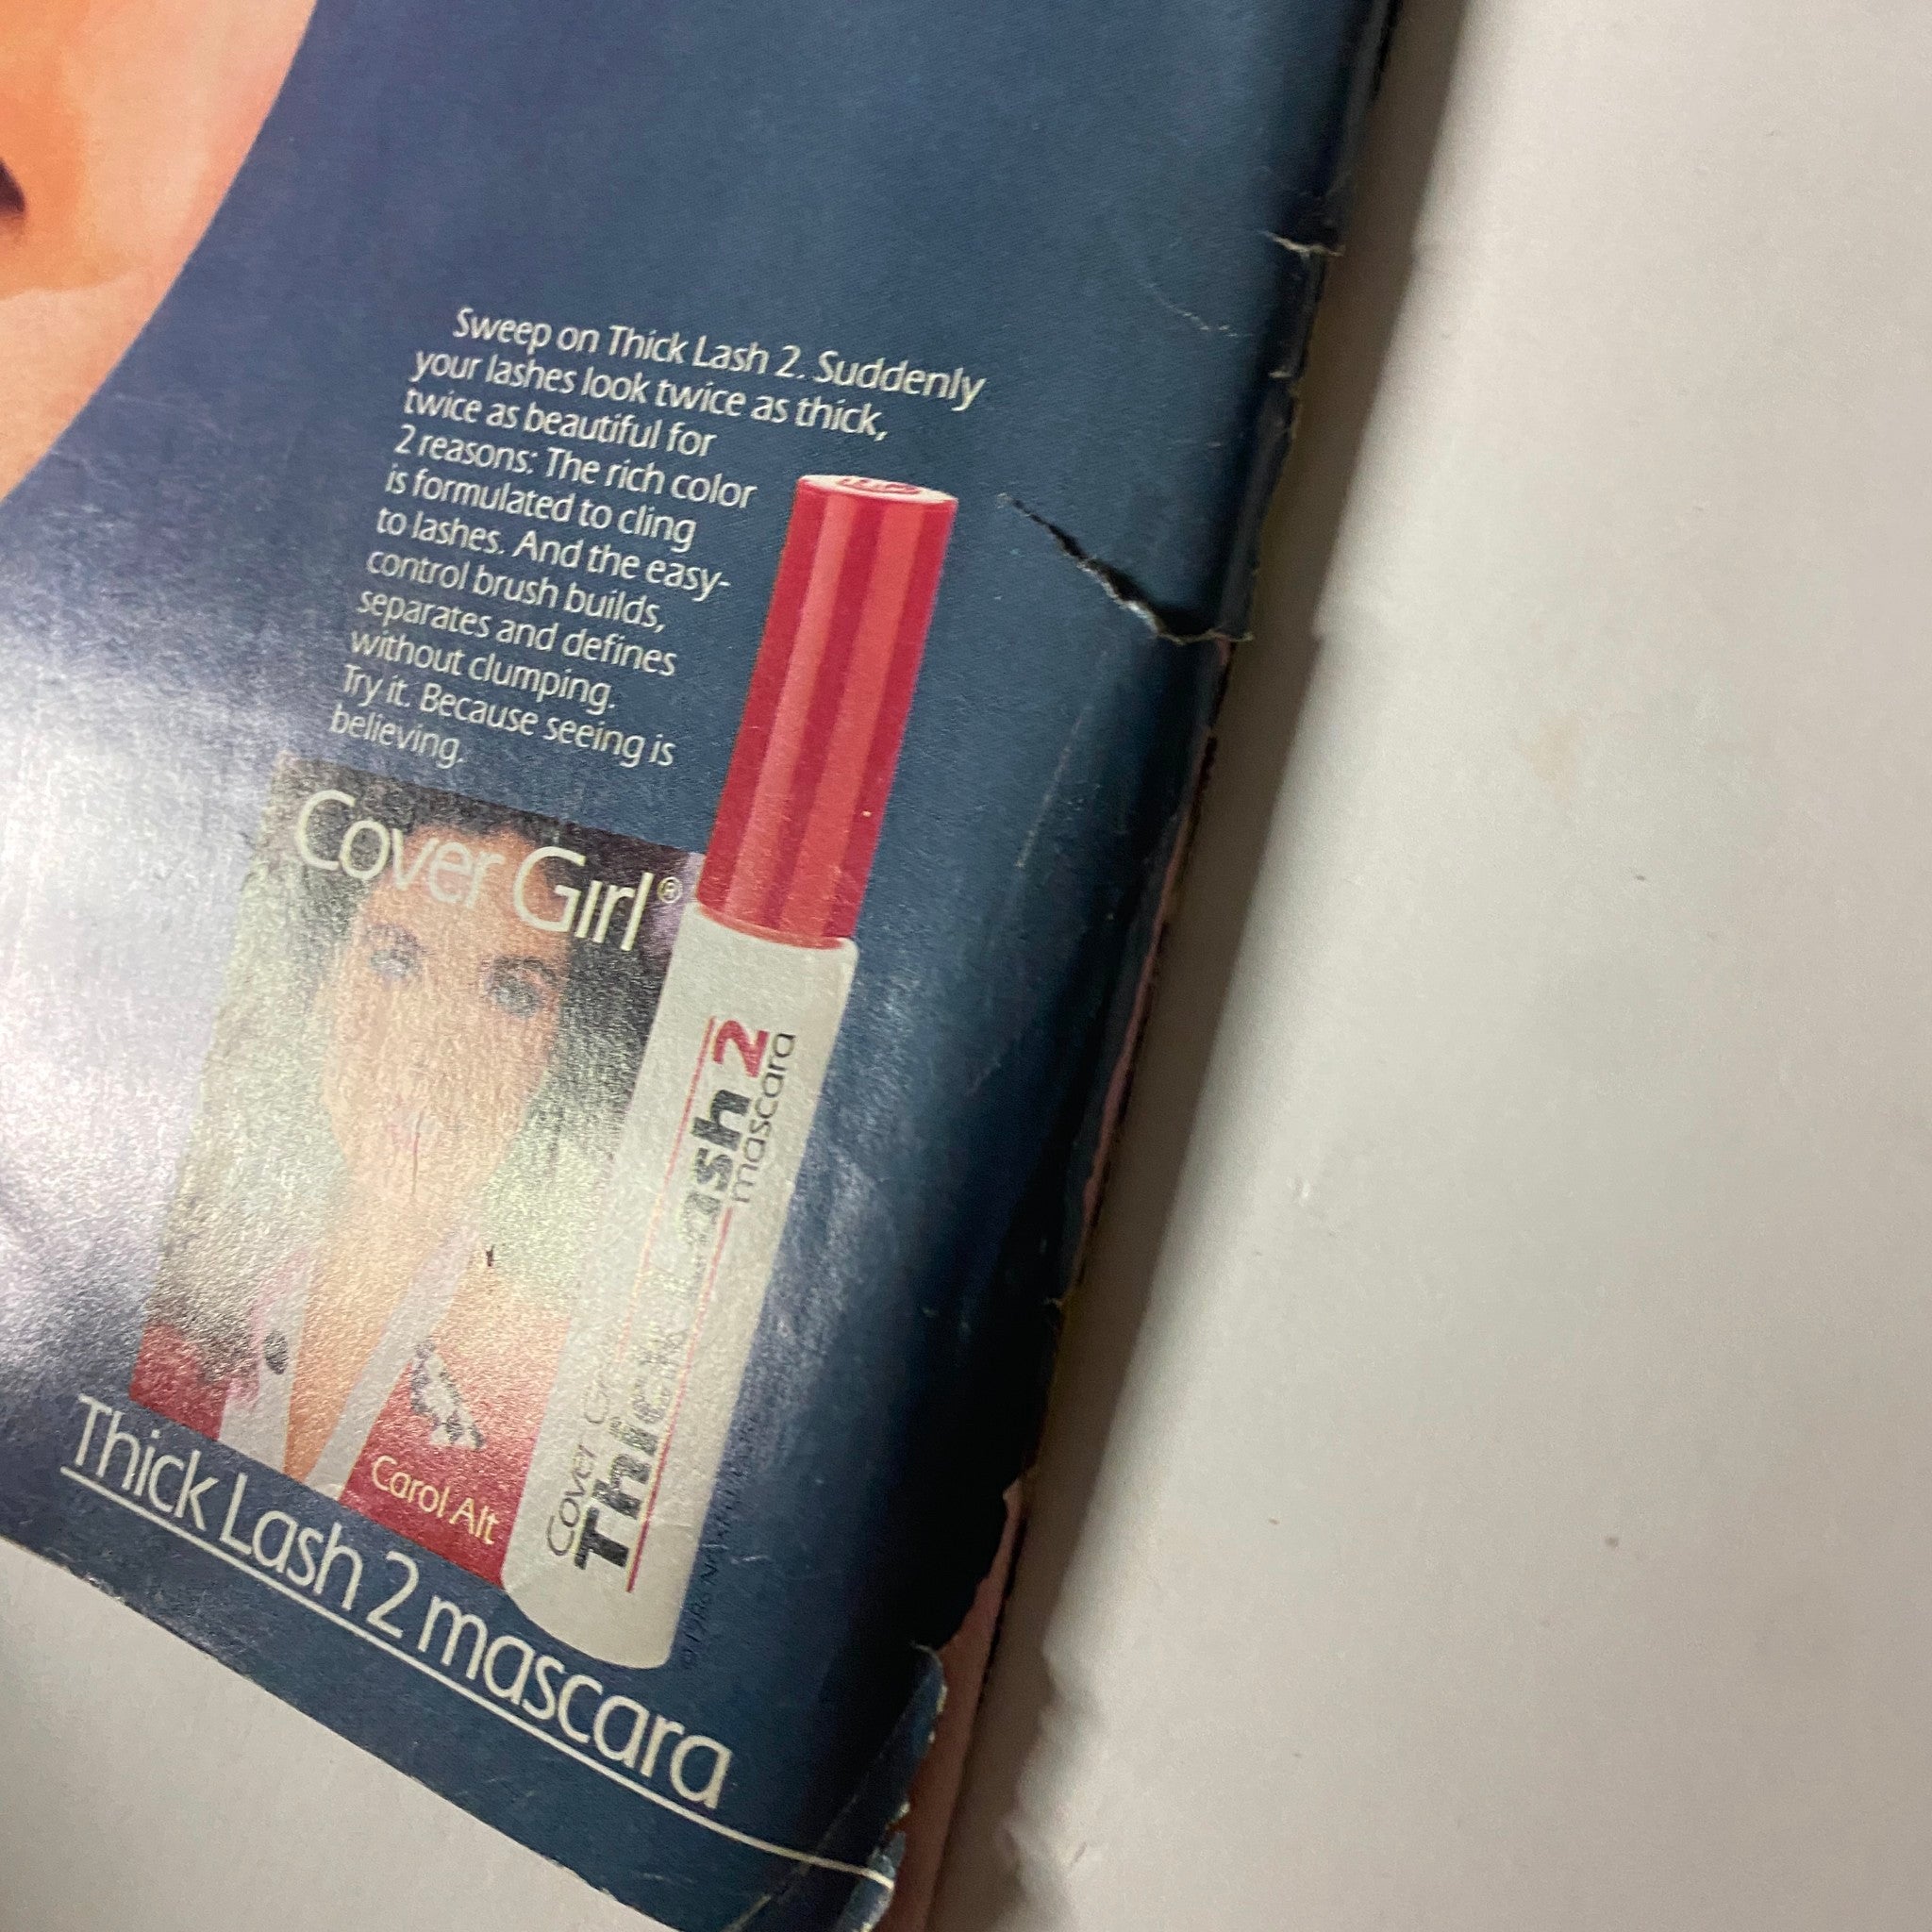 Sweep on Thick Lash 2. Suddenly
your lashes look twice as thick,
twice as beautiful for
2 reasons: The rich color
is formulated to cling
to lashes. And the easy-
control brush builds,
separates and defines
without clumping.
Try it. Because seeing is
believing.
Cover Girl®
Carol Alt
Cover
Thick Lash 2
mascara
Thick Lash 2 mascara